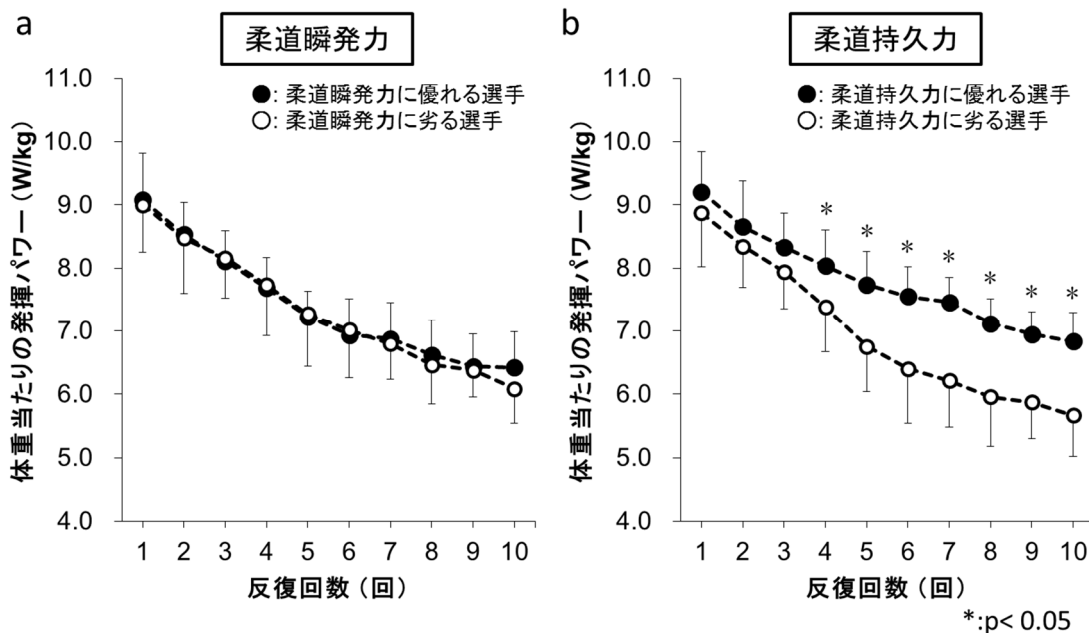 a
柔道瞬発力
11.0
10.0
9.0
8.0
7.0
6.0
5.0
4.0
体重当たりの発揮パワー（W/kg）
●: 柔道瞬発力に優れる選手
○: 柔道瞬発力に劣る選手
1 2 3 4 5 6 7 8 9 10
反復回数（回）
b
柔道持久力
11.0
10.0
9.0
8.0
7.0
6.0
5.0
4.0
体重当たりの発揮パワー（W/kg）
●: 柔道持久力に優れる選手
○: 柔道持久力に劣る選手
* * * * * * *
1 2 3 4 5 6 7 8 9 10
反復回数（回）
*:p< 0.05